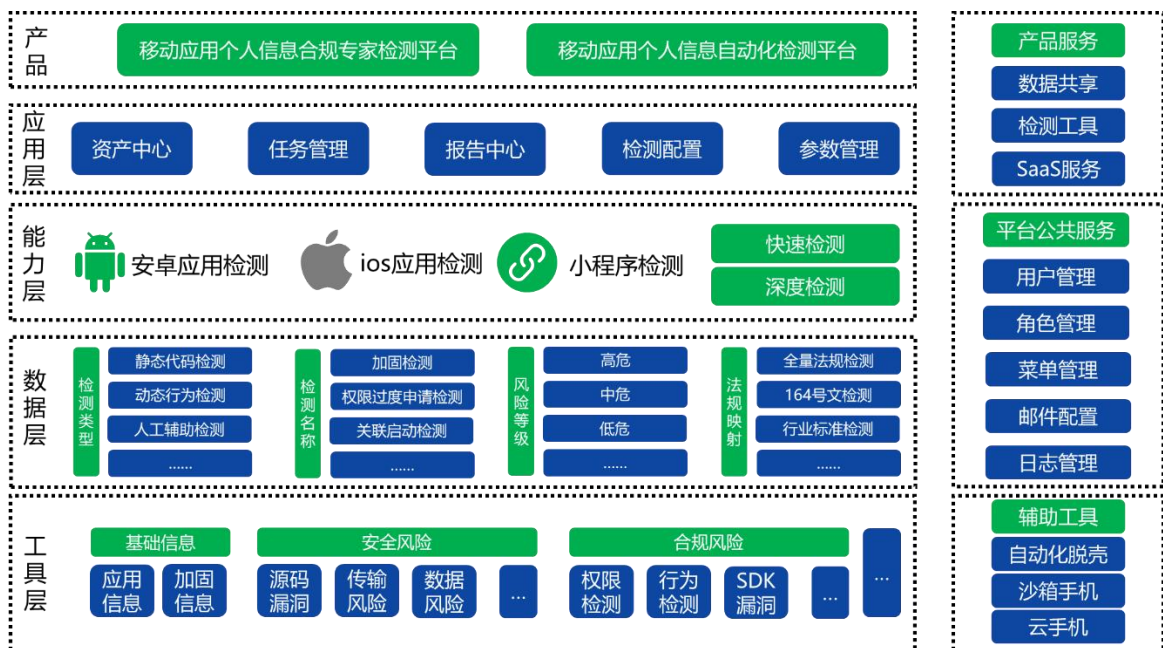 产品
移动应用个人信息合规专家检测平台
移动应用个人信息自动化检测平台
应用层
资产中心
任务管理
报告中心
检测配置
参数管理
能力层
安卓应用检测
ios应用检测
小程序检测
快速检测
深度检测
数据层
检测类型
静态代码检测
动态行为检测
人工辅助检测
......
检测名称
加固检测
权限过度申请检测
关联启动检测
......
风险等级
高危
中危
低危
......
法规映射
全量法规检测
164号文检测
行业标准检测
......
工具层
基础信息
应用
信息
加固
信息
安全风险
源码
漏洞
传输
风险
数据
风险
...
合规风险
权限
检测
行为
检测
SDK
漏洞
...
...
产品服务
数据共享
检测工具
SaaS服务
平台公共服务
用户管理
角色管理
菜单管理
邮件配置
日志管理
辅助工具
自动化脱壳
沙箱手机
云手机